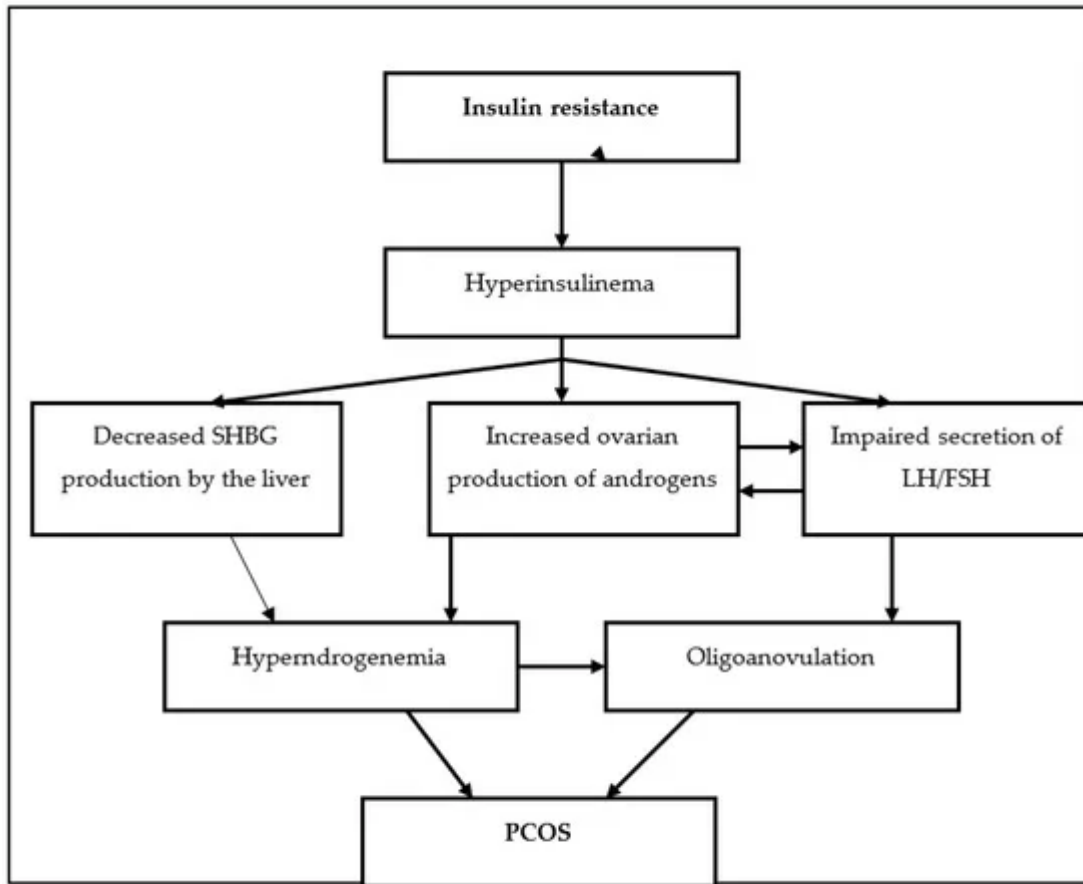 Insulin resistance
Hyperinsulinema
Decreased SHBG
production by the liver
Increased ovarian
production of androgens
Impaired secretion of
LH/FSH
Hyperndrogenemia
Oligoanovulation
PCOS